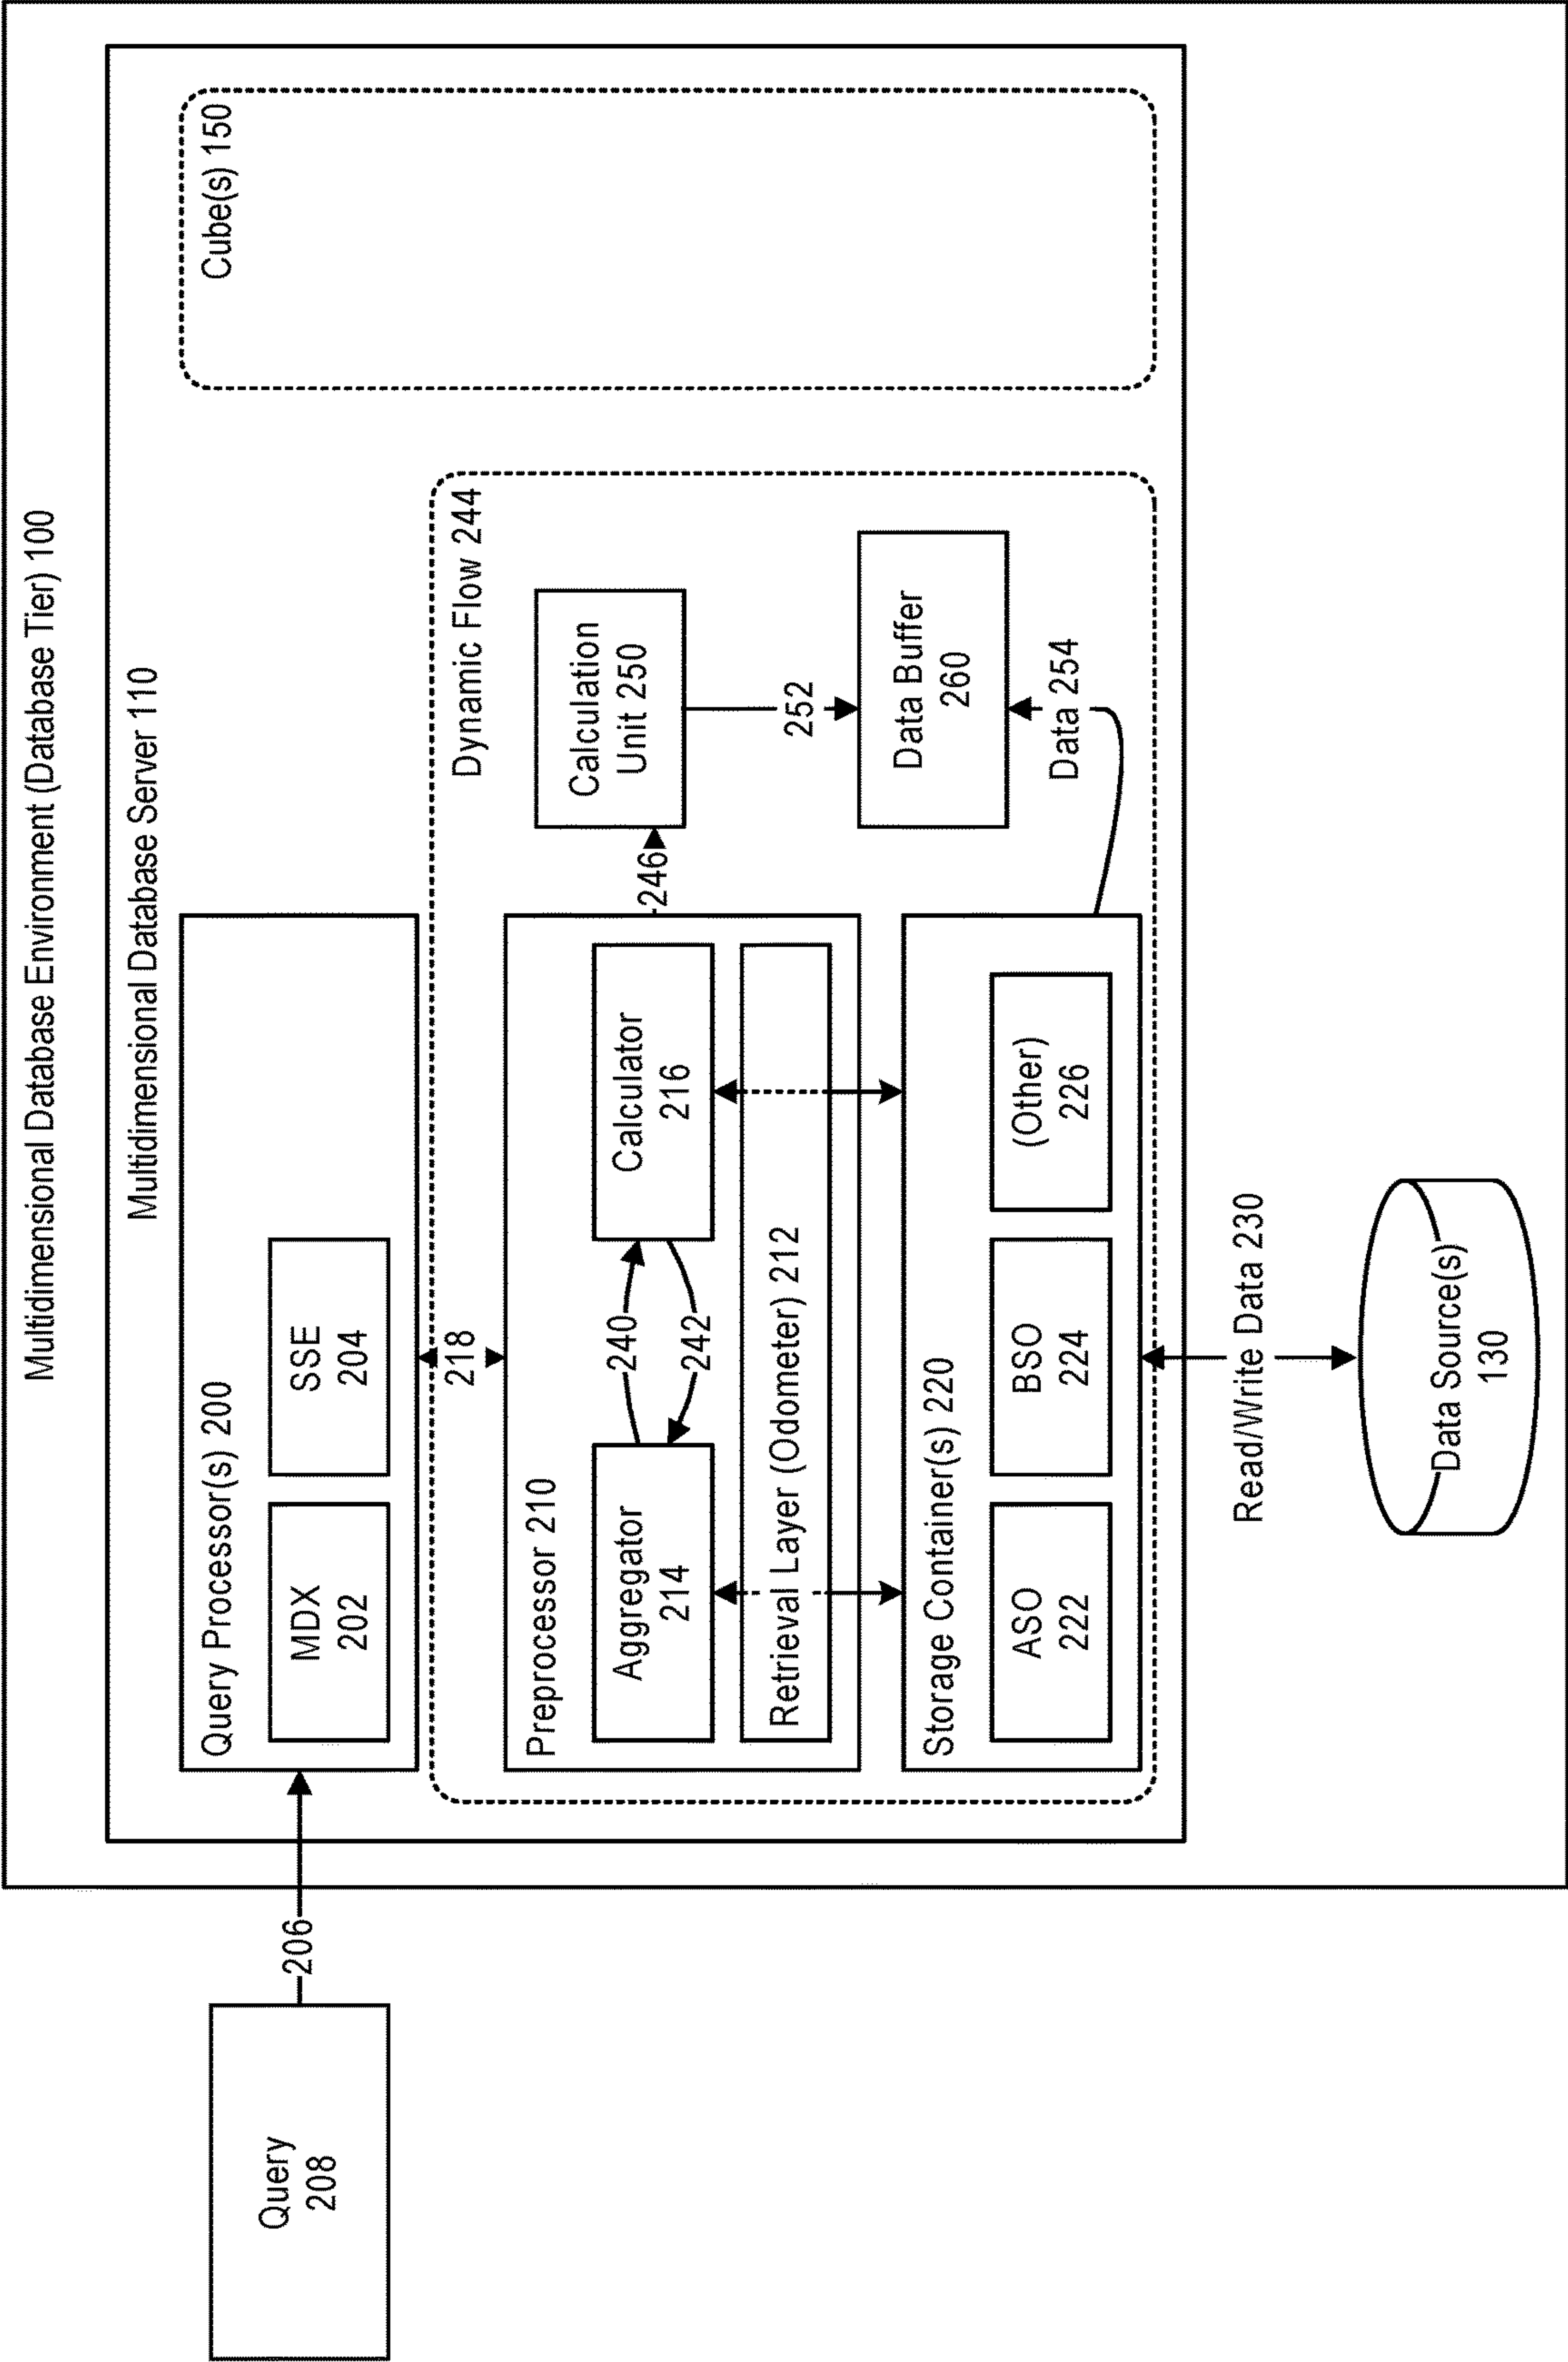 Multidimensional Database Environment (Database Tier) 100
Multidimensional Database Server 110
Query
208
206
Query Processor(s) 200
MDX
202
SSE
204
218
Cube(s) 150
Dynamic Flow 244
Preprocessor 210
Aggregator
214
240
242
Calculator
216
Retrieval Layer (Odometer) 212
246
Calculation
Unit 250
252
Data Buffer
260
Data 254
Storage Container(s) 220
ASO
222
BSO
224
(Other)
226
Read/Write Data 230
Data Source(s)
130